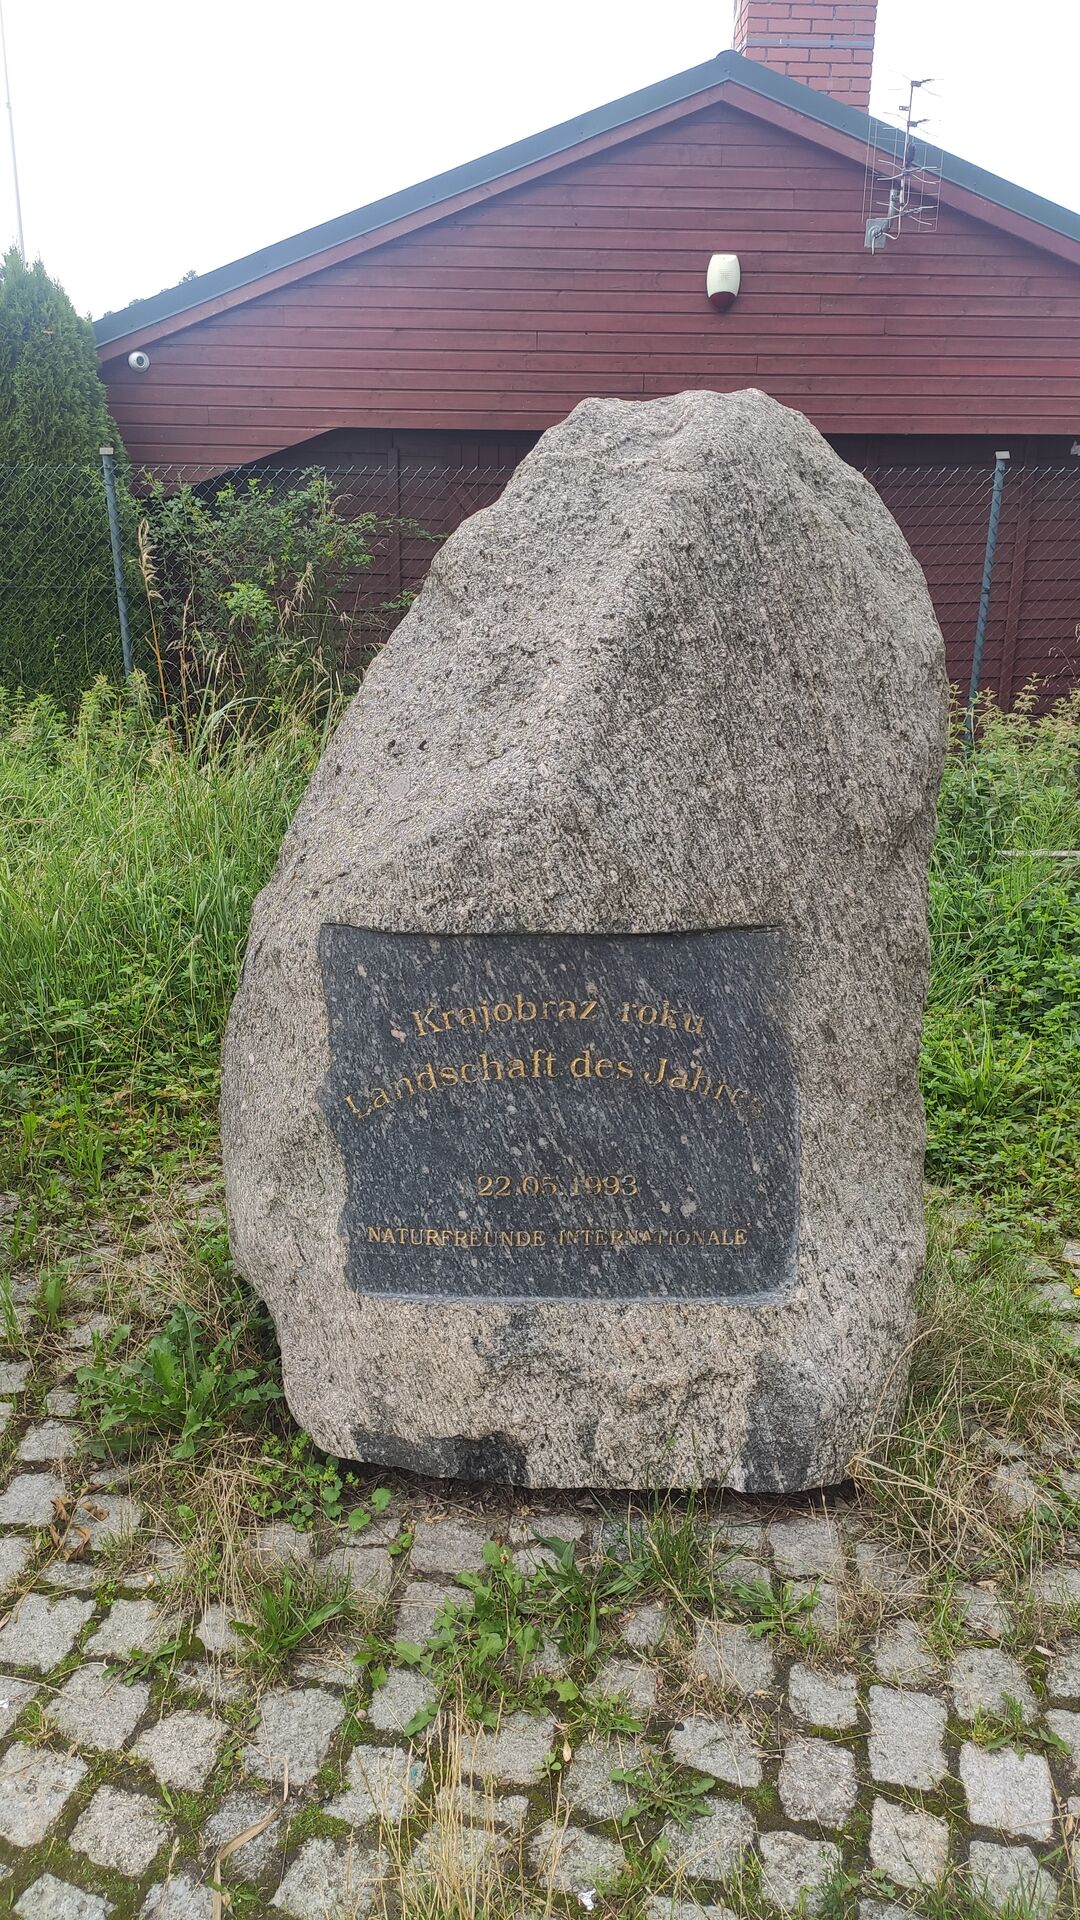 Krajobraz roku
Landschaft des Jahres
22.05.1993
NATURFREUNDE INTERNATIONALE